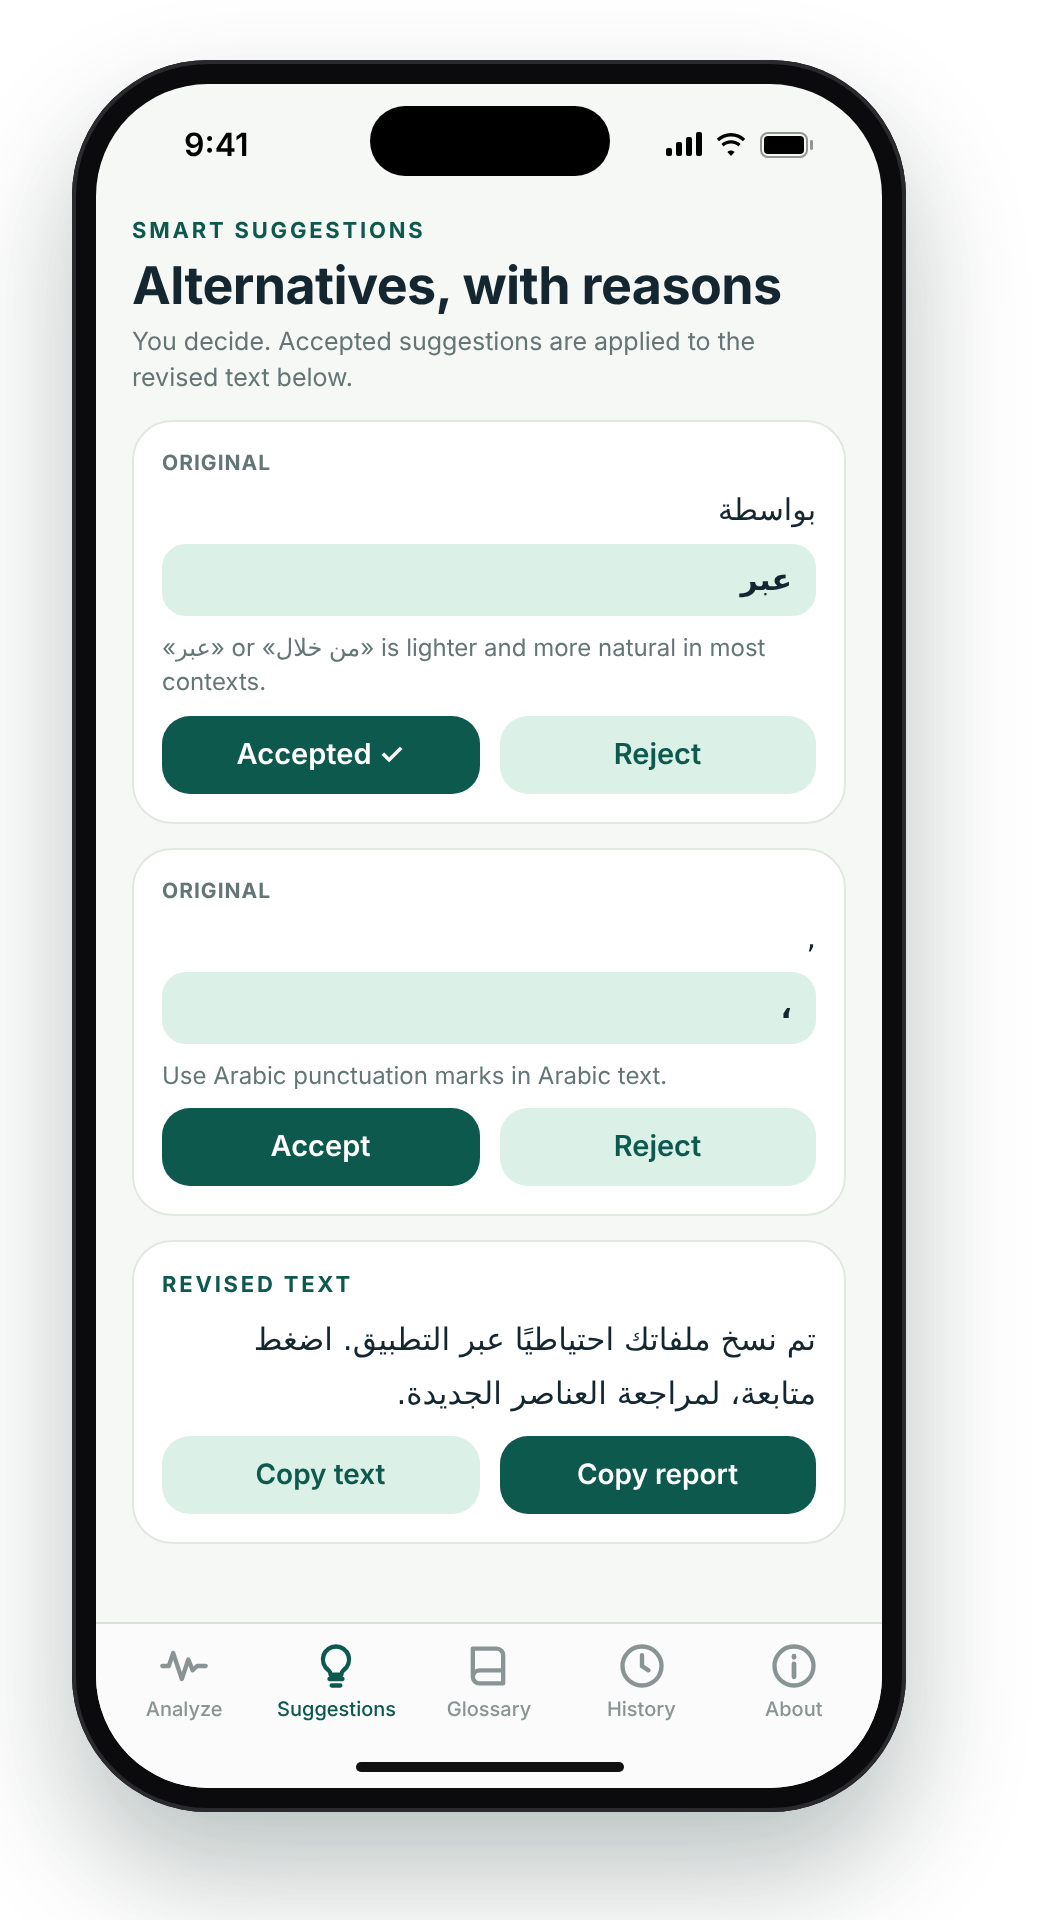 9:41
SMART SUGGESTIONS
Alternatives, with reasons
You decide. Accepted suggestions are applied to the
revised text below.
ORIGINAL
بواسطة
عبر
«عبر» or «من خلال» is lighter and more natural in most
contexts.
Accepted ✓
Reject
ORIGINAL
,
،
Use Arabic punctuation marks in Arabic text.
Accept
Reject
REVISED TEXT
تم نسخ ملفاتك احتياطيًا عبر التطبيق. اضغط
متابعة، لمراجعة العناصر الجديدة.
Copy text
Copy report
Analyze
Suggestions
Glossary
History
About